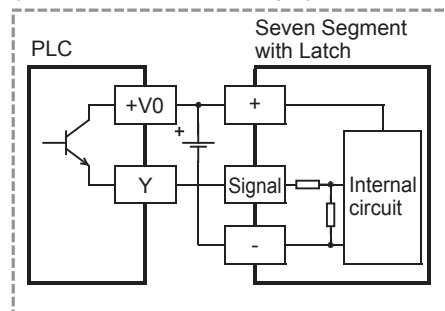 Seven Segment
with Latch
PLC
+V0
+
+
Y
Signal
Internal
circuit
-